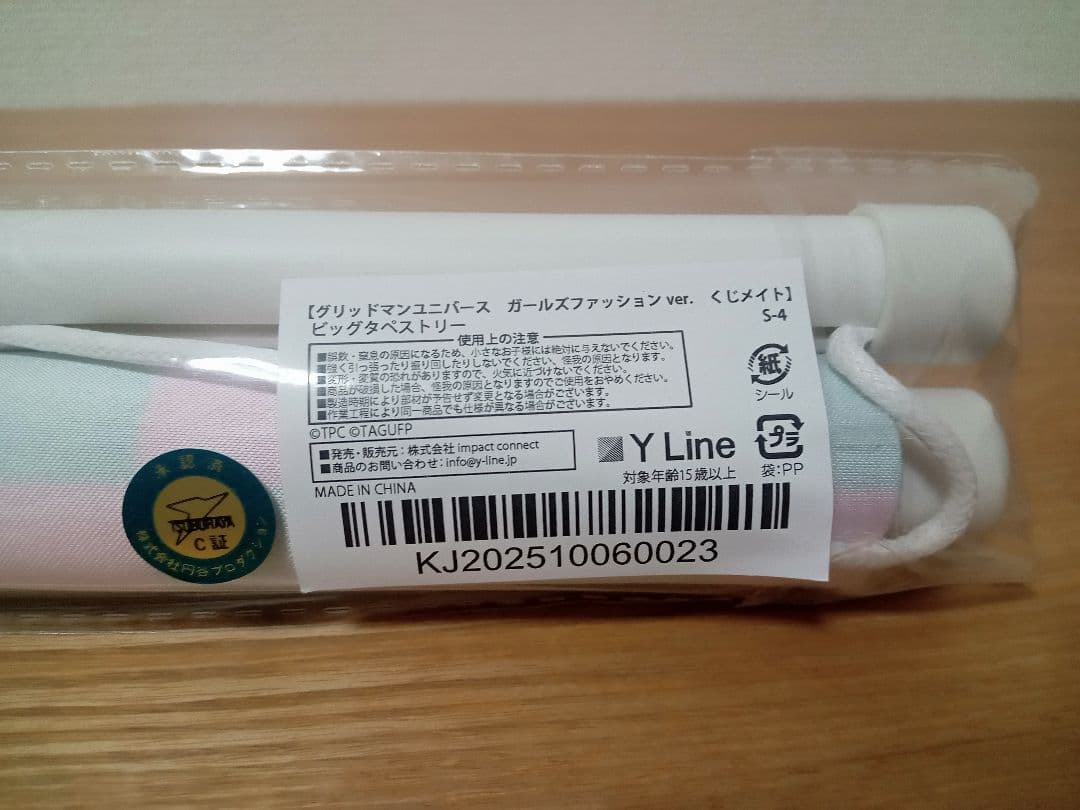 【グリッドマンユニバース ガールズファッション ver. くじメイト】
ビッグタペストリー
S-4
使用上の注意
■誤飲・窒息の原因になるため、小さなお子様には絶対に与えないでください。
■強く引っ張ったり振り回したりしないでください、怪我の原因となります。
■変形・変質の恐れがありますので、火気に近づけないでください。
■商品が破損した場合、怪我の原因となりますのでご使用をおやめください。
■製造時期により部材が予告せず変更となる場合がございます。
■作業工程により同一商品でも仕様が異なる場合がございます。
©TPC ©TAGUFP
■発売・販売元：株式会社 impact connect
■商品のお問い合わせ：info@y-line.jp
MADE IN CHINA
Y Line
対象年齢15歳以上
紙
シール
プラ
袋：PP
KJ202510060023
承認済
TSUBURAYA
C証
株式会社円谷プロダクション